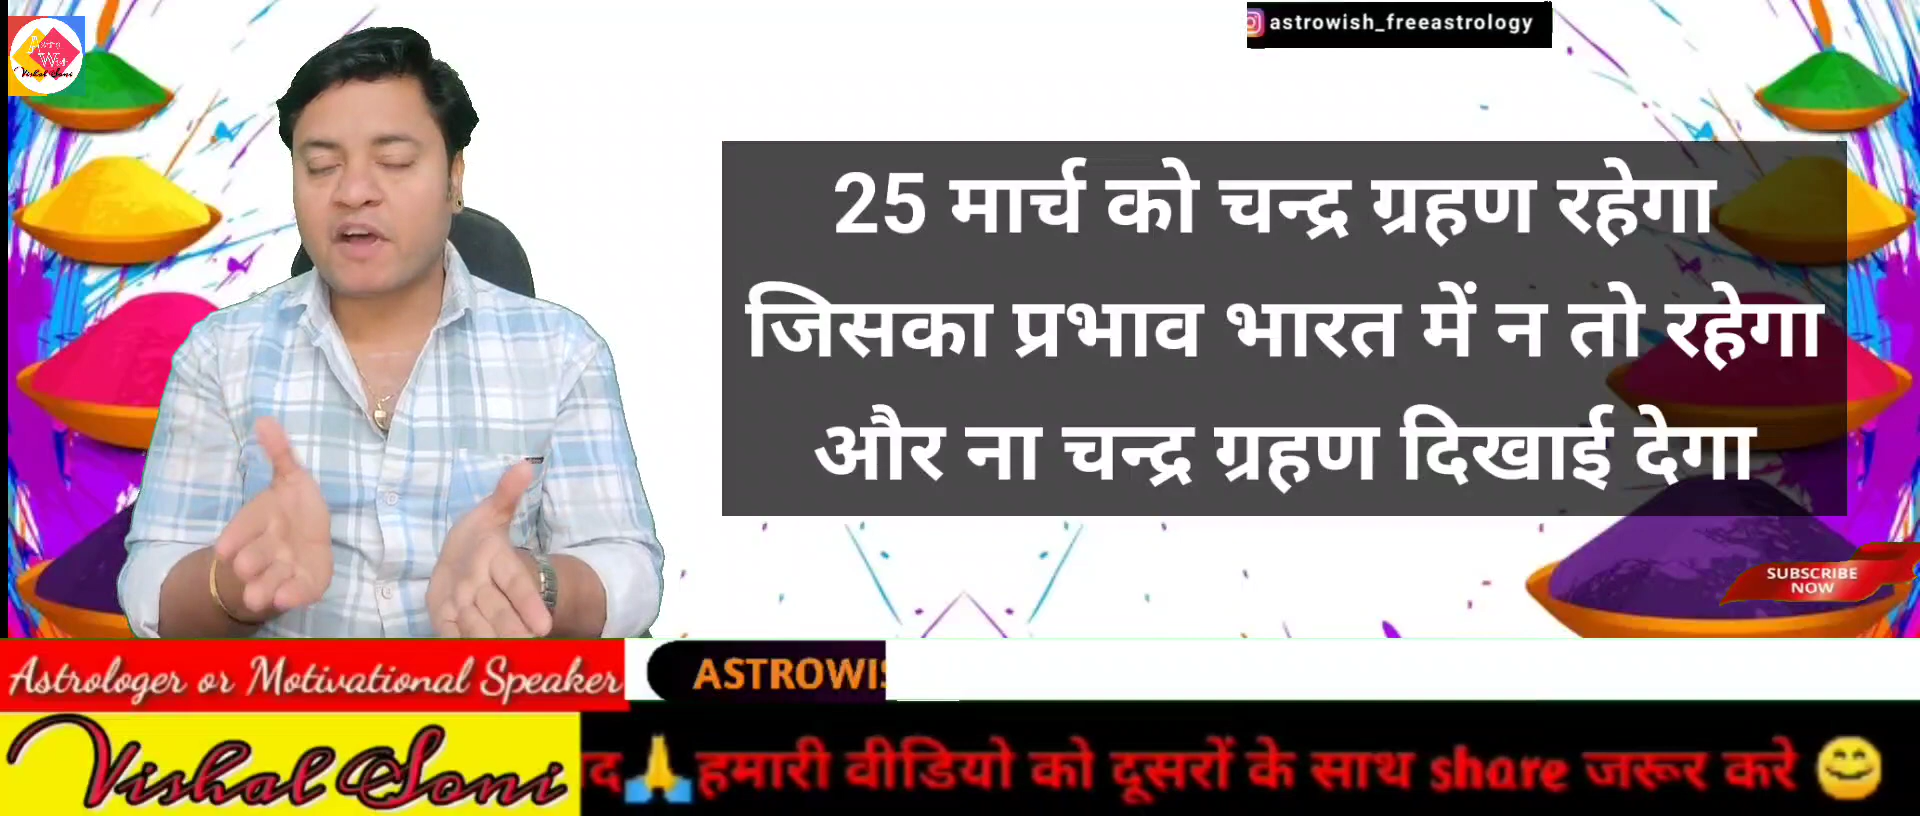 astrowish_freeastrology
25 मार्च को चन्द्र ग्रहण रहेगा
जिसका प्रभाव भारत में न तो रहेगा
और ना चन्द्र ग्रहण दिखाई देगा
SUBSCRIBE
NOW
Astrologer or Motivational Speaker
ASTROWIS
Vishal Soni
द🙏हमारी वीडियो को दूसरों के साथ share जरूर करे 😊